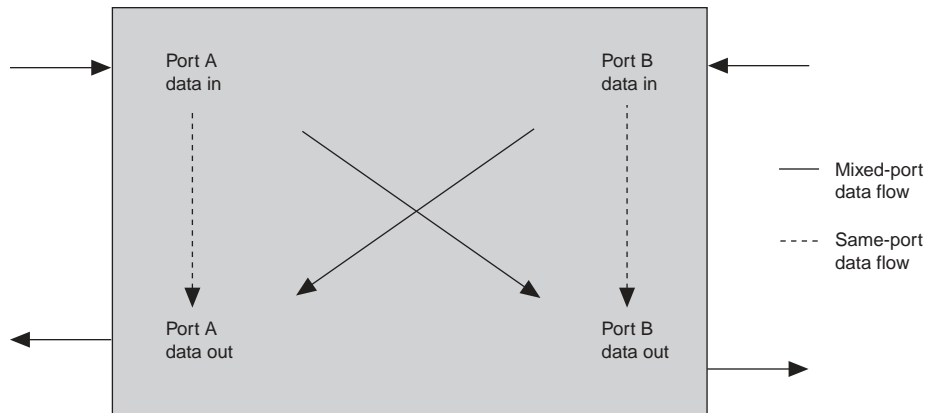 Port A
data in
Port B
data in
Mixed-port
data flow
Same-port
data flow
Port A
data out
Port B
data out